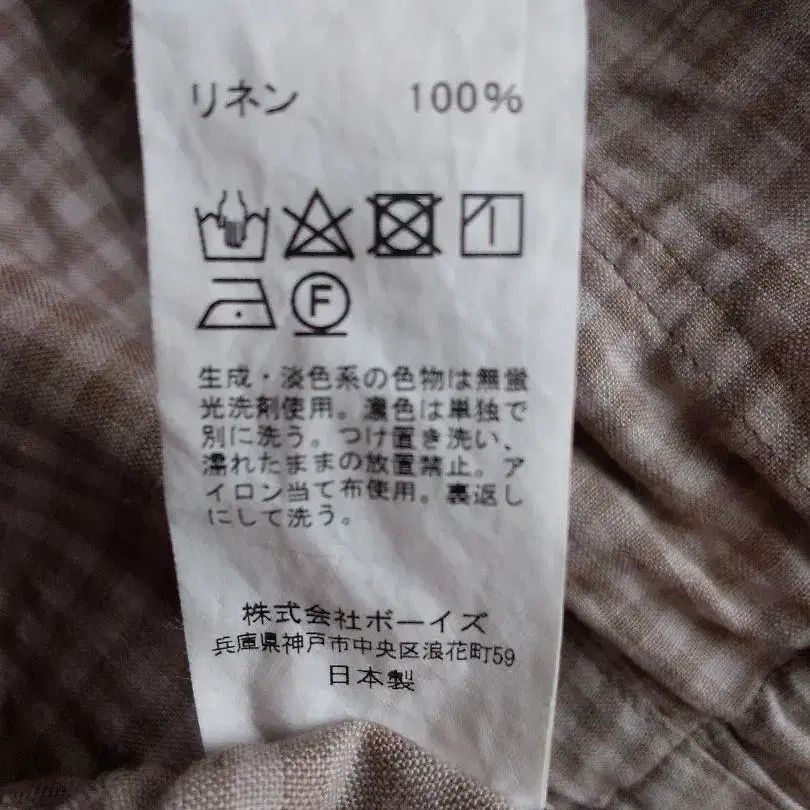 リネン 100%
F
生成・淡色系の色物は無蛍
光洗剤使用。濃色は単独で
別に洗う。つけ置き洗い、
濡れたままの放置禁止。ア
イロン当て布使用。裏返し
にして洗う。
株式会社ボーイズ
兵庫県神戸市中央区浪花町59
日本製